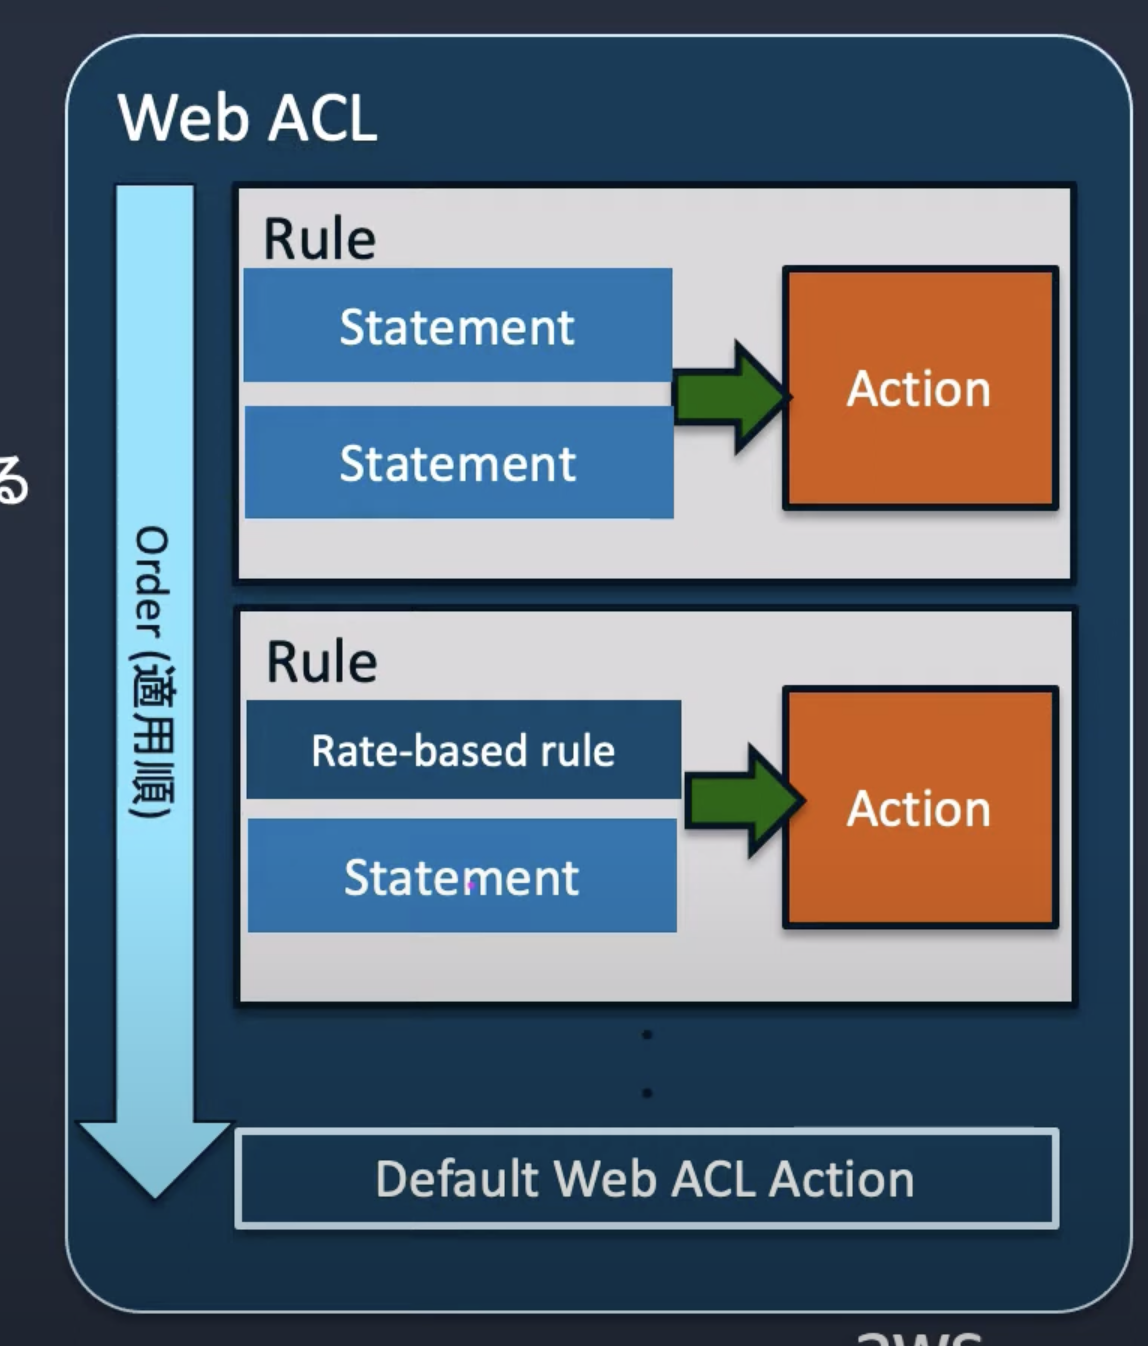 Web ACL
Rule
Statement
Statement
Action
る
Order (適用順)
Rule
Rate-based rule
Statement
Action
Default Web ACL Action
aws